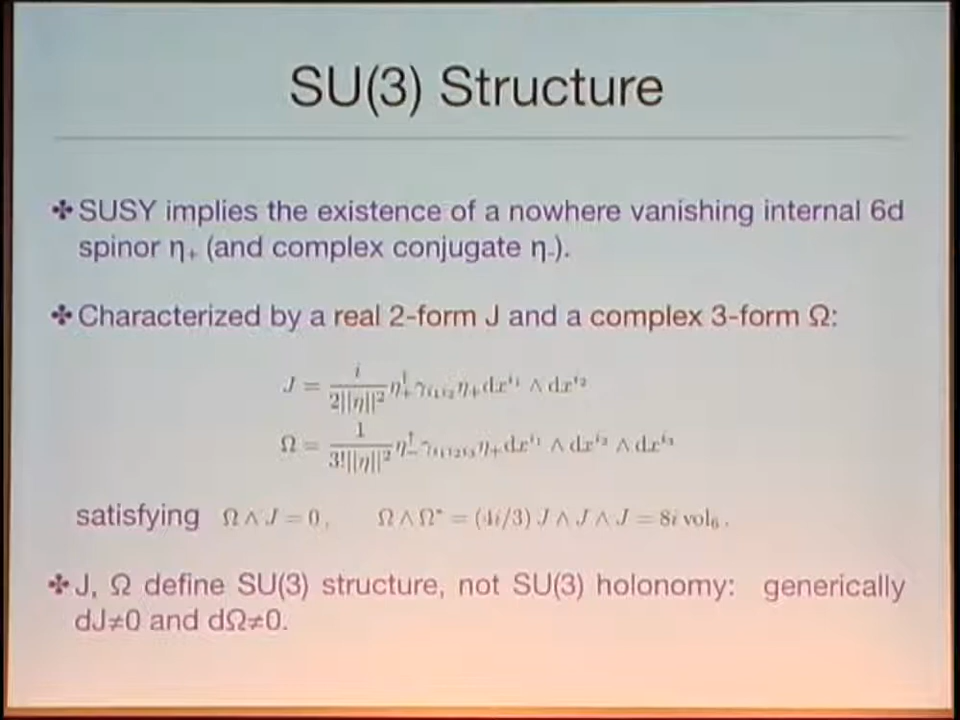 SU(3) Structure
✤ SUSY implies the existence of a nowhere vanishing internal 6d
spinor η₊ (and complex conjugate η₋).
✤ Characterized by a real 2-form J and a complex 3-form Ω:
J = \frac{i}{2||η||²} η₊^† γ_{i₁i₂} η₊ dx^{i₁} ∧ dx^{i₂}
Ω = \frac{1}{3!||η||²} η₋^† γ_{i₁i₂i₃} η₊ dx^{i₁} ∧ dx^{i₂} ∧ dx^{i₃}
satisfying Ω ∧ J = 0, Ω ∧ Ω* = (4i/3) J ∧ J ∧ J = 8i vol₆.
✤ J, Ω define SU(3) structure, not SU(3) holonomy: generically
dJ≠0 and dΩ≠0.